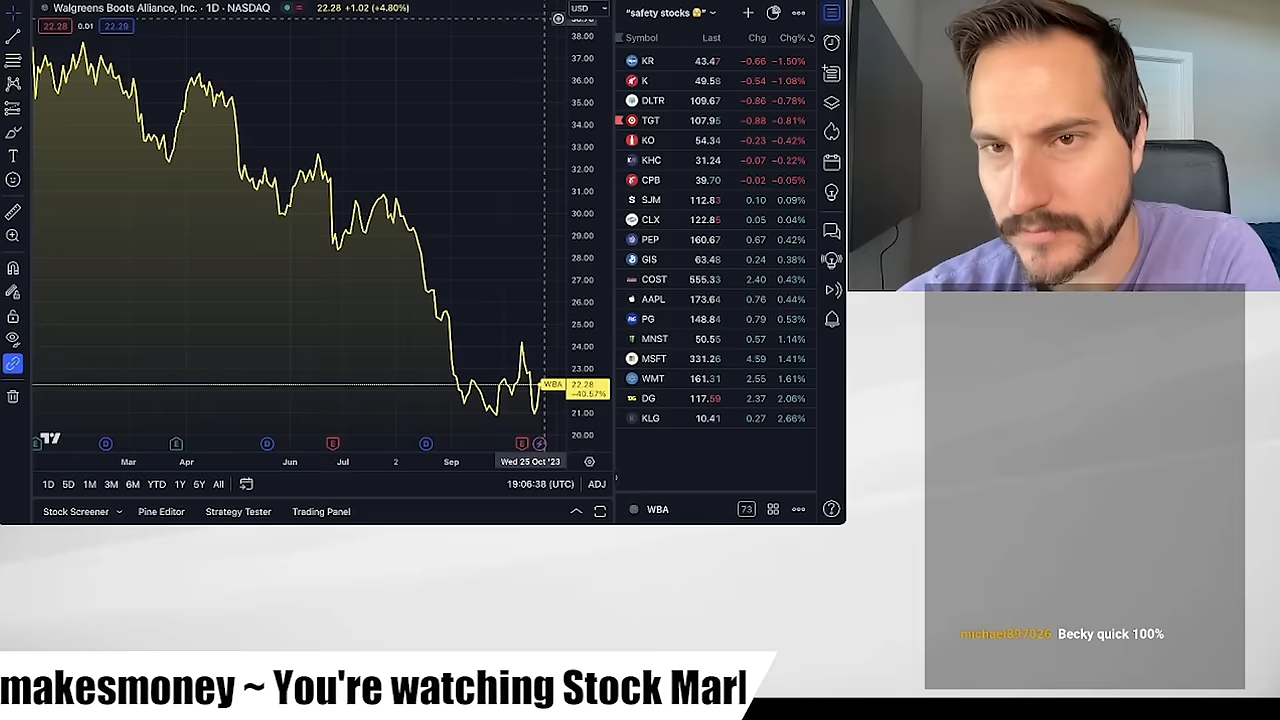 Walgreens Boots Alliance, Inc. · 1D · NASDAQ
22.28 +1.02 (+4.80%)
USD
22.28 0.01 22.29
38.00
37.00
36.00
35.00
34.00
33.00
32.00
31.00
30.00
29.00
28.00
27.00
26.00
25.00
24.00
23.00
WBA 22.28
−40.57%
21.00
20.00
E D E D E D E
Mar Apr Jun Jul 2 Sep Wed 25 Oct '23
1D 5D 1M 3M 6M YTD 1Y 5Y All
19:06:38 (UTC) ADJ
Stock Screener Pine Editor Strategy Tester Trading Panel
"safety stocks 🫣"
Symbol Last Chg Chg%
KR 43.47 −0.66 −1.50%
K 49.58 −0.54 −1.08%
DLTR 109.67 −0.86 −0.78%
TGT 107.95 −0.88 −0.81%
KO 54.34 −0.23 −0.42%
KHC 31.24 −0.07 −0.22%
CPB 39.70 −0.02 −0.05%
SJM 112.83 0.10 0.09%
CLX 122.85 0.05 0.04%
PEP 160.67 0.67 0.42%
GIS 63.48 0.24 0.38%
COST 555.33 2.40 0.43%
AAPL 173.64 0.76 0.44%
PG 148.84 0.79 0.53%
MNST 50.55 0.57 1.14%
MSFT 331.26 4.59 1.41%
WMT 161.31 2.55 1.61%
DG 117.59 2.37 2.06%
KLG 10.41 0.27 2.66%
WBA
73
michael897026 Becky quick 100%
makesmoney ~ You're watching Stock Marl